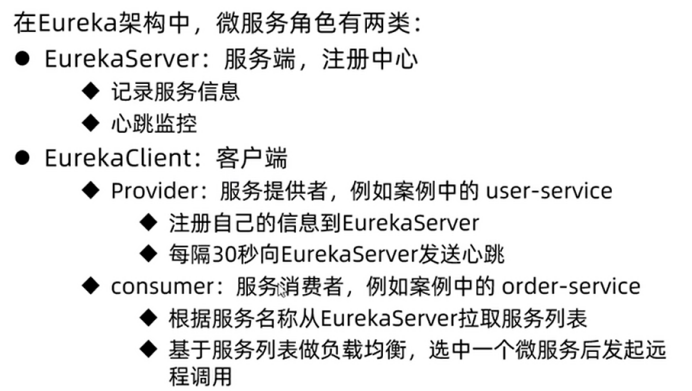 在Eureka架构中，微服务角色有两类：
● EurekaServer：服务端，注册中心
◆ 记录服务信息
◆ 心跳监控
● EurekaClient：客户端
◆ Provider：服务提供者，例如案例中的 user-service
◆ 注册自己的信息到EurekaServer
◆ 每隔30秒向EurekaServer发送心跳
◆ consumer：服务消费者，例如案例中的 order-service
◆ 根据服务名称从EurekaServer拉取服务列表
◆ 基于服务列表做负载均衡，选中一个微服务后发起远
程调用